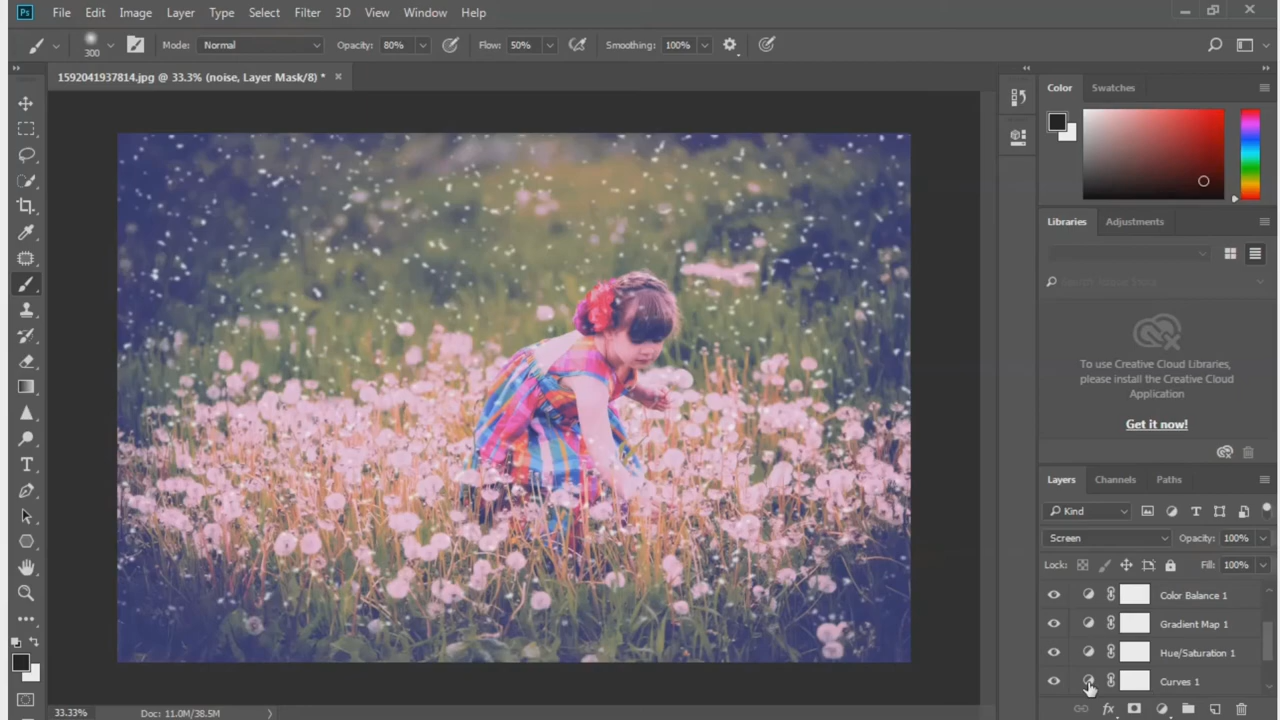 Ps File Edit Image Layer Type Select Filter 3D View Window Help
300 Mode: Normal Opacity: 80% Flow: 50% Smoothing: 100%
1592041937814.jpg @ 33.3% (noise, Layer Mask/8) *
Color Swatches
Libraries Adjustments
To use Creative Cloud Libraries,
please install the Creative Cloud
Application
Get it now!
Layers Channels Paths
Kind
Screen Opacity: 100%
Lock: Fill: 100%
Color Balance 1
Gradient Map 1
Hue/Saturation 1
Curves 1
fx
33.33% Doc: 11.0M/38.5M